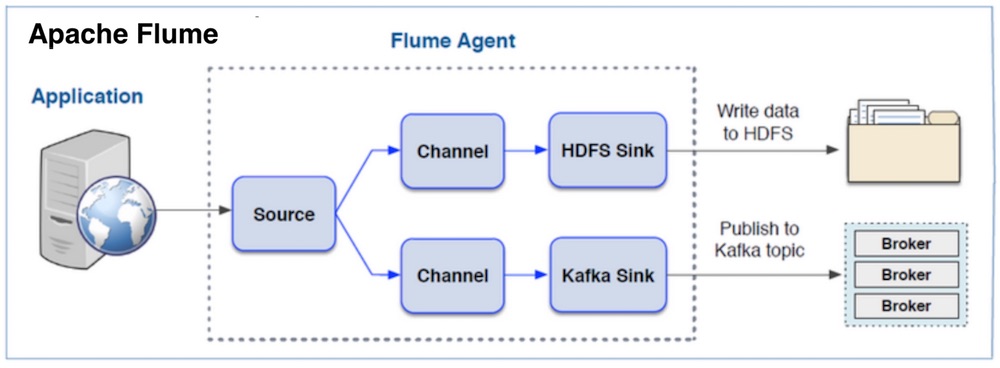 Apache Flume
Flume Agent
Application
Channel
HDFS Sink
Write data
to HDFS
Source
Channel
Kafka Sink
Publish to
Kafka topic
Broker
Broker
Broker